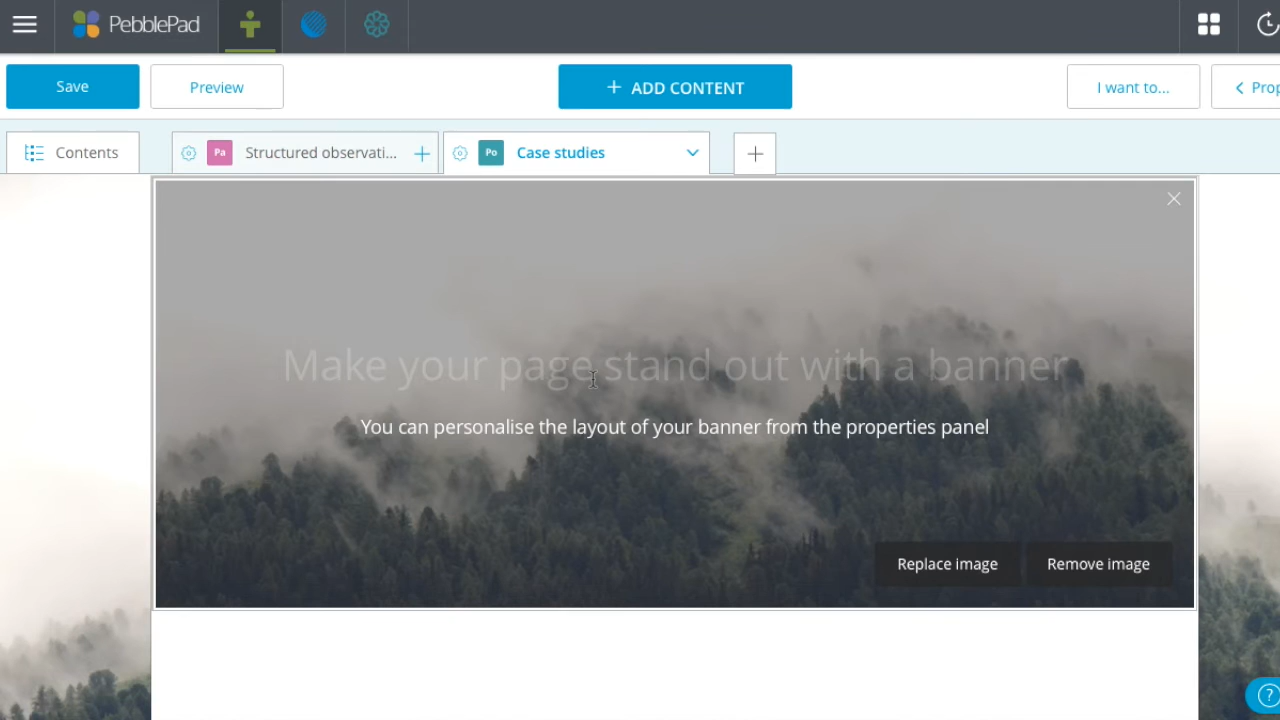 PebblePad
Save
Preview
+ ADD CONTENT
I want to...
Prop
Contents
Pa Structured observati... +
Po Case studies
+
Make your page stand out with a banner
You can personalise the layout of your banner from the properties panel
Replace image
Remove image
?